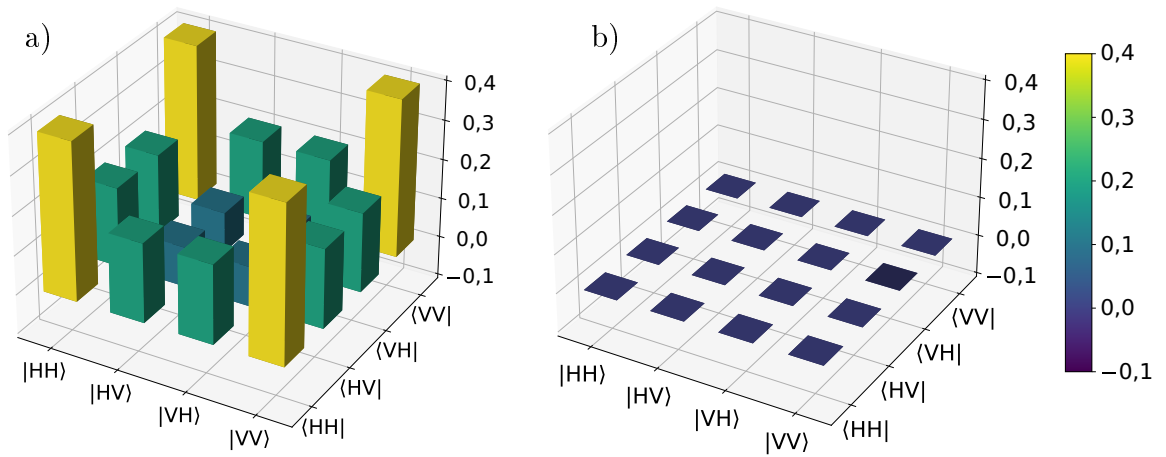 a)
0,4
0,3
0,2
0,1
0,0
−0,1
|HH⟩
|HV⟩
|VH⟩
|VV⟩
⟨HH|
⟨HV|
⟨VH|
⟨VV|
b)
0,4
0,3
0,2
0,1
0,0
−0,1
|HH⟩
|HV⟩
|VH⟩
|VV⟩
⟨HH|
⟨HV|
⟨VH|
⟨VV|
0,4
0,3
0,2
0,1
0,0
−0,1